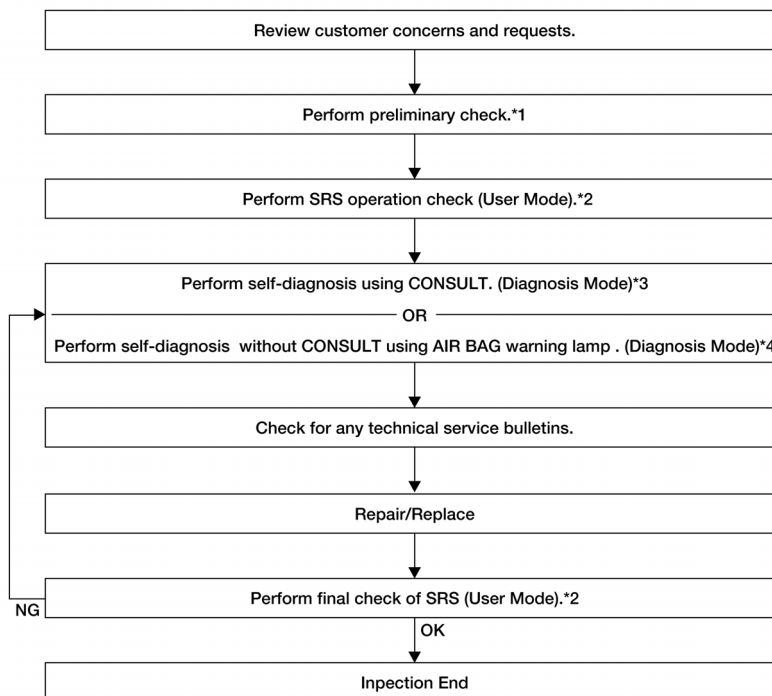 Review customer concerns and requests.
Perform preliminary check.*1
Perform SRS operation check (User Mode).*2
Perform self-diagnosis using CONSULT. (Diagnosis Mode)*3
OR
Perform self-diagnosis without CONSULT using AIR BAG warning lamp . (Diagnosis Mode)*4
Check for any technical service bulletins.
Repair/Replace
Perform final check of SRS (User Mode).*2
NG
OK
Inpection End